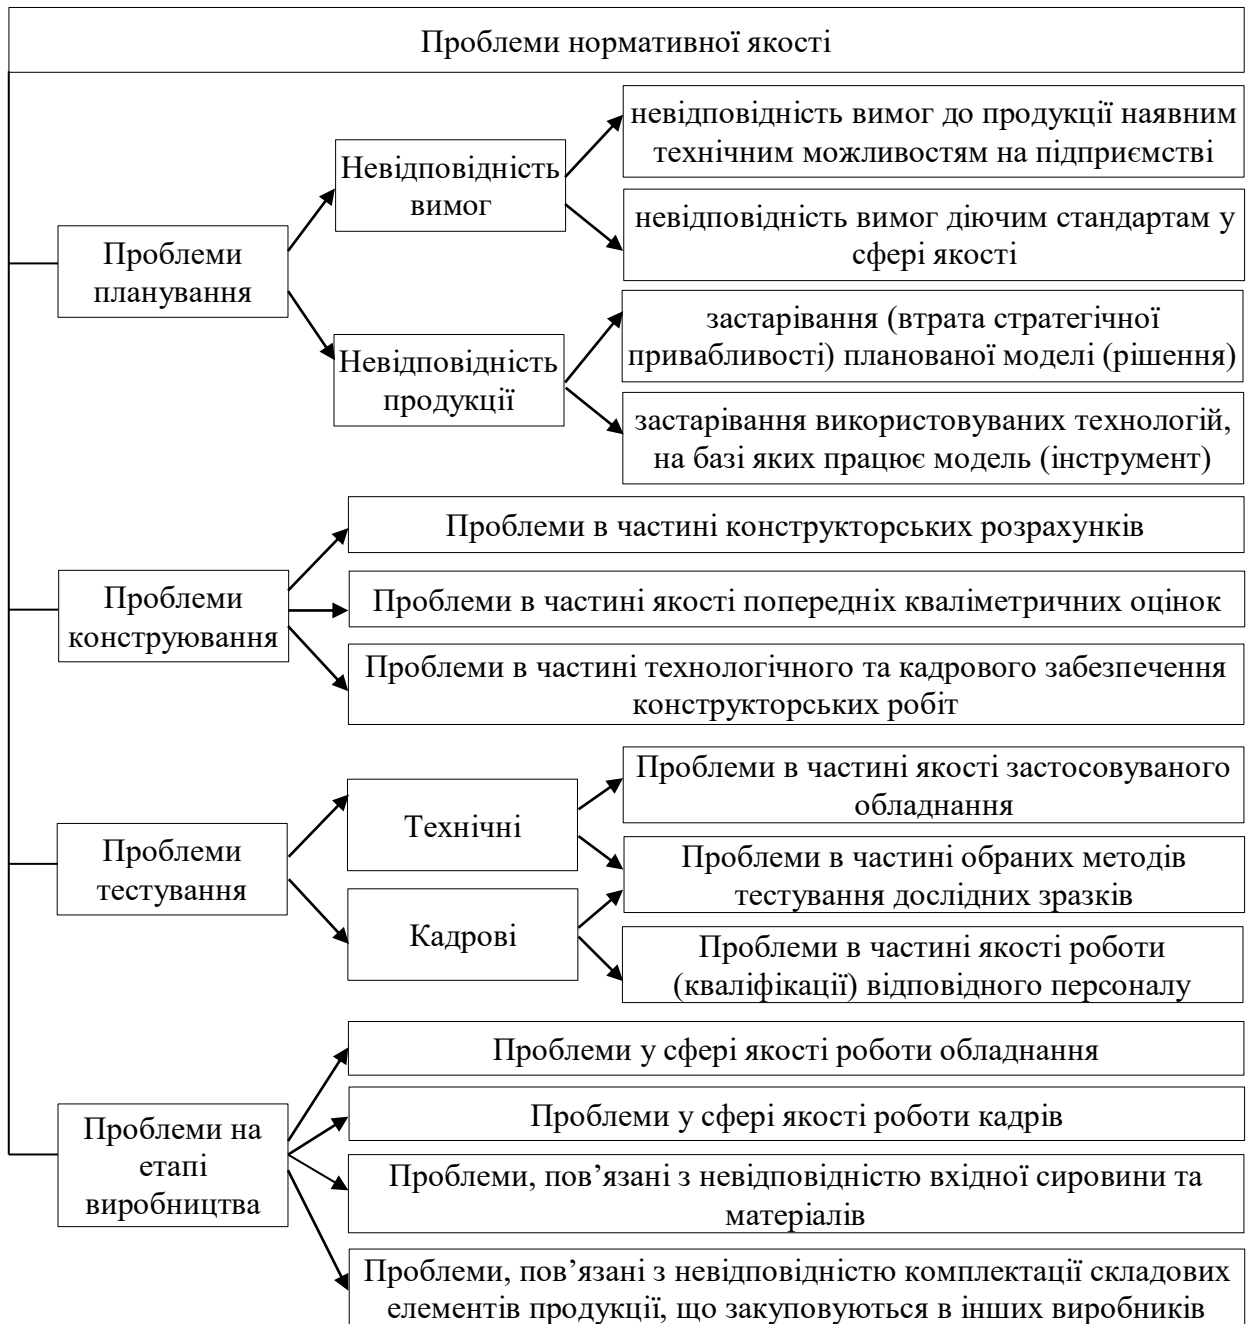 Проблеми нормативної якості
Проблеми
планування
Невідповідність
вимог
невідповідність вимог до продукції наявним
технічним можливостям на підприємстві
невідповідність вимог діючим стандартам у
сфері якості
Невідповідність
продукції
застарівання (втрата стратегічної
привабливості) планованої моделі (рішення)
застарівання використовуваних технологій,
на базі яких працює модель (інструмент)
Проблеми
конструювання
Проблеми в частині конструкторських розрахунків
Проблеми в частині якості попередніх кваліметричних оцінок
Проблеми в частині технологічного та кадрового забезпечення
конструкторських робіт
Проблеми
тестування
Технічні
Проблеми в частині якості застосовуваного
обладнання
Проблеми в частині обраних методів
тестування дослідних зразків
Кадрові
Проблеми в частині якості роботи
(кваліфікації) відповідного персоналу
Проблеми на
етапі
виробництва
Проблеми у сфері якості роботи обладнання
Проблеми у сфері якості роботи кадрів
Проблеми, пов’язані з невідповідністю вхідної сировини та
матеріалів
Проблеми, пов’язані з невідповідністю комплектації складових
елементів продукції, що закуповуються в інших виробників